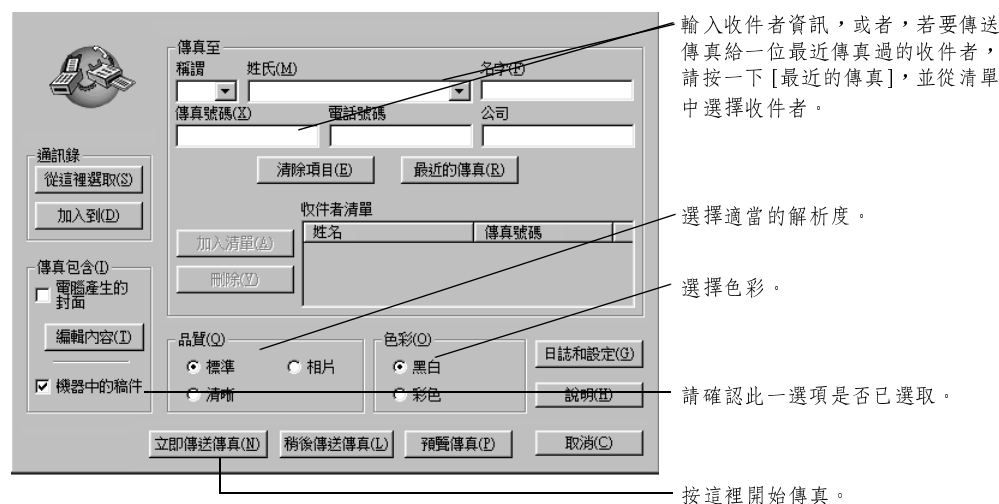 輸入收件者資訊，或者，若要傳送
傳真給一位最近傳真過的收件者，
請按一下 [最近的傳真]，並從清單
中選擇收件者。
傳真至
稱謂 姓氏(M) 名字(F)
傳真號碼(X) 電話號碼 公司
清除項目(E) 最近的傳真(R)
通訊錄
從這裡選取(S)
加入到(D)
收件者清單
姓名 傳真號碼
加入清單(A)
刪除(V)
選擇適當的解析度。
選擇色彩。
傳真包含(I)
電腦產生的
封面
編輯內容(T)
機器中的稿件
品質(Q)
標準 相片
清晰
色彩(O)
黑白
彩色
日誌和設定(G)
說明(H)
請確認此一選項是否已選取。
立即傳送傳真(N) 稍後傳送傳真(L) 預覽傳真(P) 取消(C)
按這裡開始傳真。